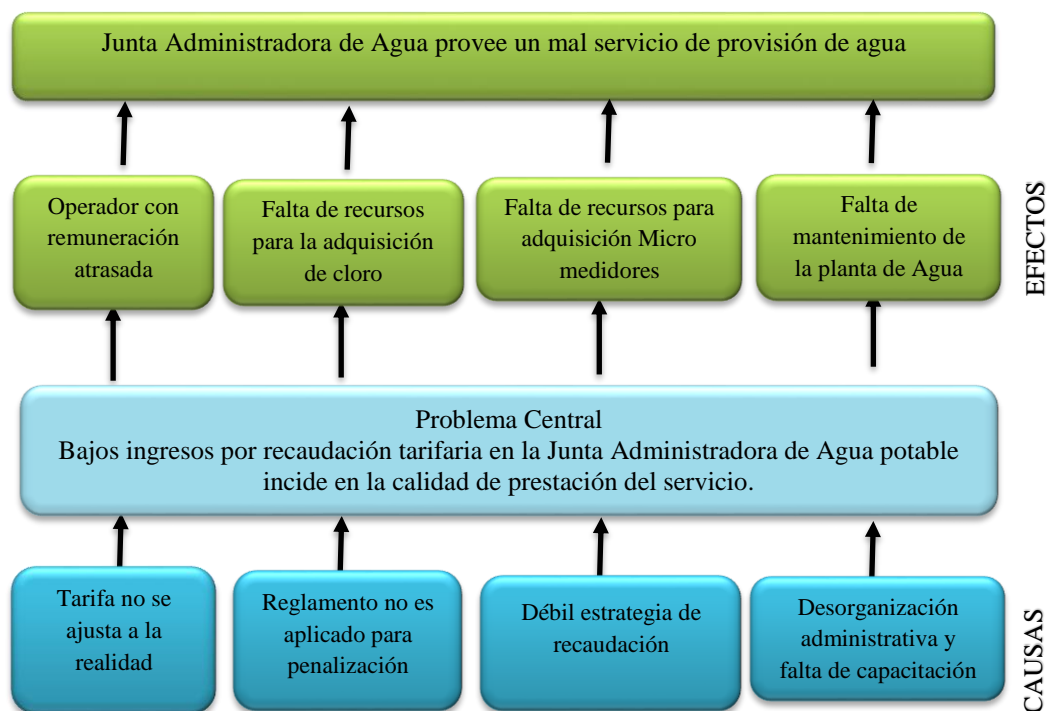 Junta Administradora de Agua provee un mal servicio de provisión de agua
Operador con
remuneración
atrasada
Falta de recursos
para la adquisición
de cloro
Falta de recursos para
adquisición Micro
medidores
Falta de
mantenimiento de
la planta de Agua
EFECTOS
Problema Central
Bajos ingresos por recaudación tarifaria en la Junta Administradora de Agua potable
incide en la calidad de prestación del servicio.
Tarifa no se
ajusta a la
realidad
Reglamento no es
aplicado para
penalización
Débil estrategia de
recaudación
Desorganización
administrativa y
falta de capacitación
CAUSAS